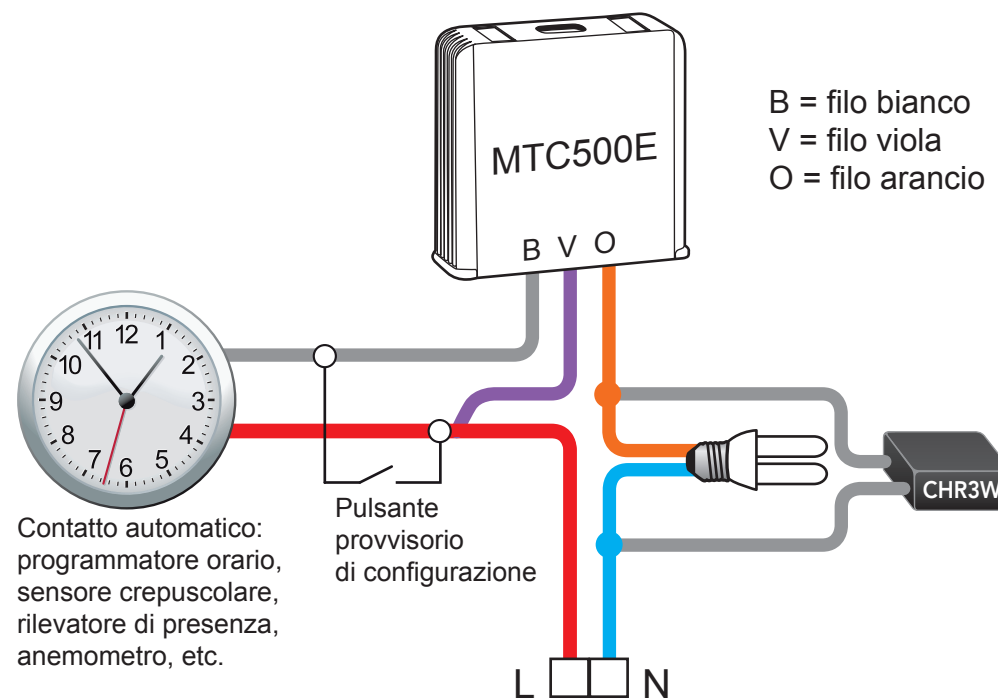 MTC500E
B V O
B = filo bianco
V = filo viola
O = filo arancio
12
1
2
3
4
5
6
7
8
9
10
11
Contatto automatico:
programmatore orario,
sensore crepuscolare,
rilevatore di presenza,
anemometro, etc.
Pulsante
provvisorio
di configurazione
CHR3W
L N